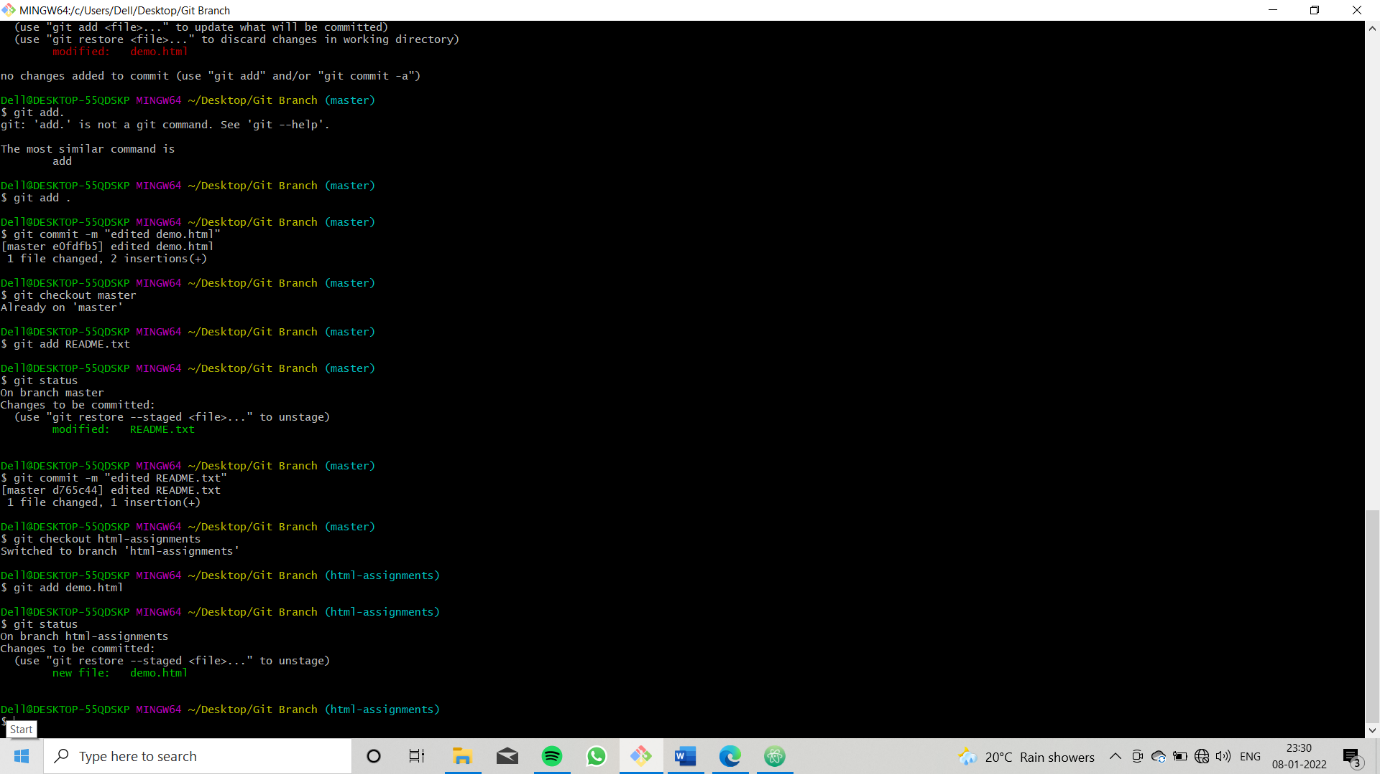 MINGW64:/c/Users/Dell/Desktop/Git Branch
(use "git add <file>..." to update what will be committed)
(use "git restore <file>..." to discard changes in working directory)
modified:   demo.html
no changes added to commit (use "git add" and/or "git commit -a")
Dell@DESKTOP-55QDSKP MINGW64 ~/Desktop/Git Branch (master)
$ git add.
git: 'add.' is not a git command. See 'git --help'.
The most similar command is
add
Dell@DESKTOP-55QDSKP MINGW64 ~/Desktop/Git Branch (master)
$ git add .
Dell@DESKTOP-55QDSKP MINGW64 ~/Desktop/Git Branch (master)
$ git commit -m "edited demo.html"
[master e0fdfb5] edited demo.html
1 file changed, 2 insertions(+)
Dell@DESKTOP-55QDSKP MINGW64 ~/Desktop/Git Branch (master)
$ git checkout master
Already on 'master'
Dell@DESKTOP-55QDSKP MINGW64 ~/Desktop/Git Branch (master)
$ git add README.txt
Dell@DESKTOP-55QDSKP MINGW64 ~/Desktop/Git Branch (master)
$ git status
On branch master
Changes to be committed:
(use "git restore --staged <file>..." to unstage)
modified:   README.txt
Dell@DESKTOP-55QDSKP MINGW64 ~/Desktop/Git Branch (master)
$ git commit -m "edited README.txt"
[master d765c44] edited README.txt
1 file changed, 1 insertion(+)
Dell@DESKTOP-55QDSKP MINGW64 ~/Desktop/Git Branch (master)
$ git checkout html-assignments
Switched to branch 'html-assignments'
Dell@DESKTOP-55QDSKP MINGW64 ~/Desktop/Git Branch (html-assignments)
$ git add demo.html
Dell@DESKTOP-55QDSKP MINGW64 ~/Desktop/Git Branch (html-assignments)
$ git status
On branch html-assignments
Changes to be committed:
(use "git restore --staged <file>..." to unstage)
new file:   demo.html
Dell@DESKTOP-55QDSKP MINGW64 ~/Desktop/Git Branch (html-assignments)
$
Start
Type here to search
20°C Rain showers
ENG
23:30
08-01-2022
3